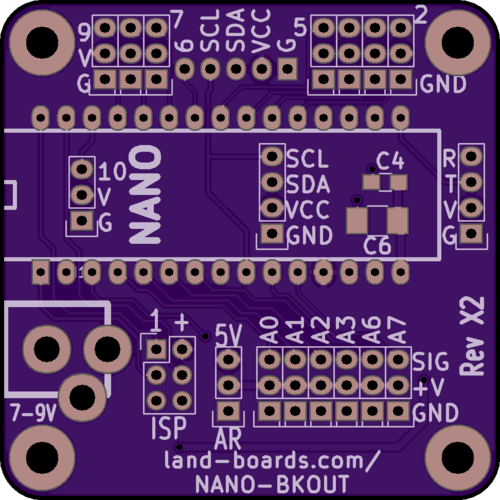 9 7 6 SCL SDA VCC G 5 2
V
G GND
10
V
G
NANO
SCL
SDA
VCC
GND
C4
C6
R
T
V
G
1
7-9V
1 +
ISP
5V
AR
A0 A1 A2 A3 A6 A7
SIG
+V
GND
Rev X2
land-boards.com/
NANO-BKOUT